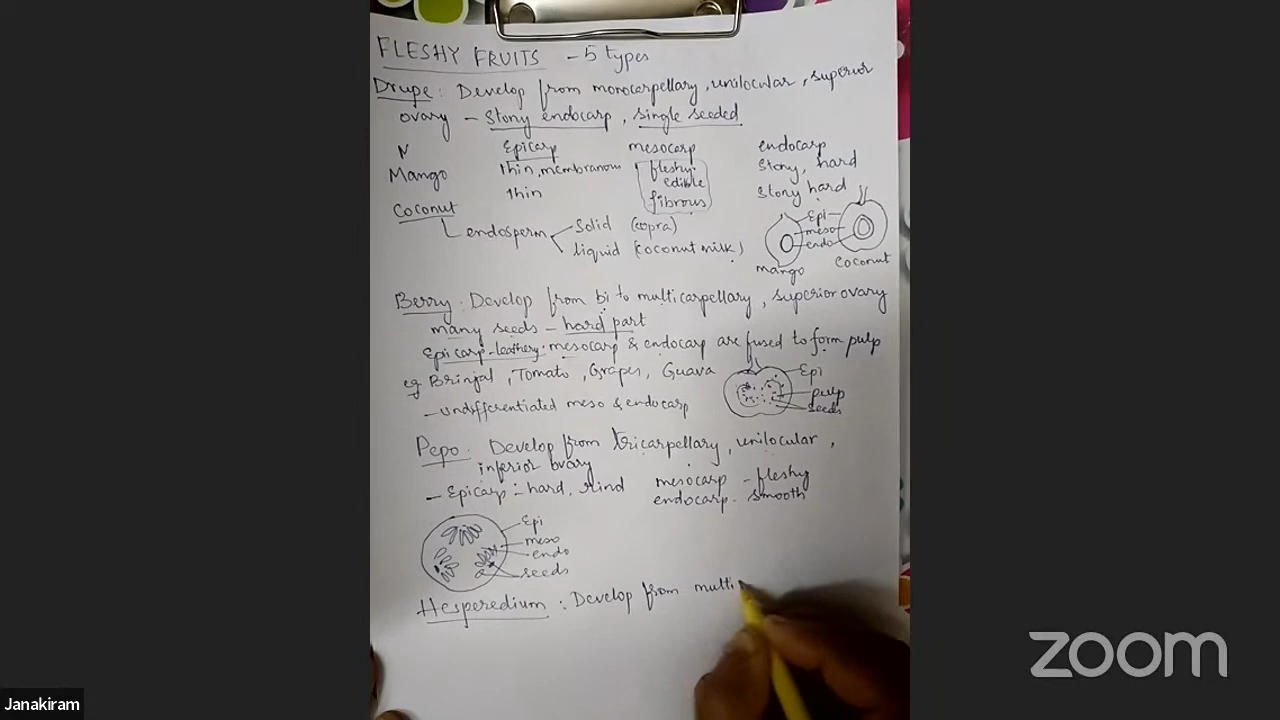 FLESHY FRUITS - 5 types
Drupe : Develop from monocarpellary, unilocular, superior
ovary - Stony endocarp, single seeded
N Epicarp mesocarp endocarp
Mango thin, membranous fleshy edible Stony, hard
Coconut thin fibrous Stony hard
endosperm solid (copra)
liquid (coconut milk)
Epi
meso
endo
mango
Coconut
Berry : Develop from bi to multicarpellary, superior ovary
many seeds - hard part
Epicarp - leathery. mesocarp & endocarp are fused to form pulp
eg Brinjal, Tomato, Grapes, Guava
- undifferentiated meso & endocarp
Epi
pulp
seeds
Pepo : Develop from tricarpellary, unilocular,
inferior ovary
- Epicarp - hard, rind mesocarp - fleshy
endocarp - smooth
Epi
meso
endo
seeds
Hesperedium : Develop from multi
zoom
Janakiram